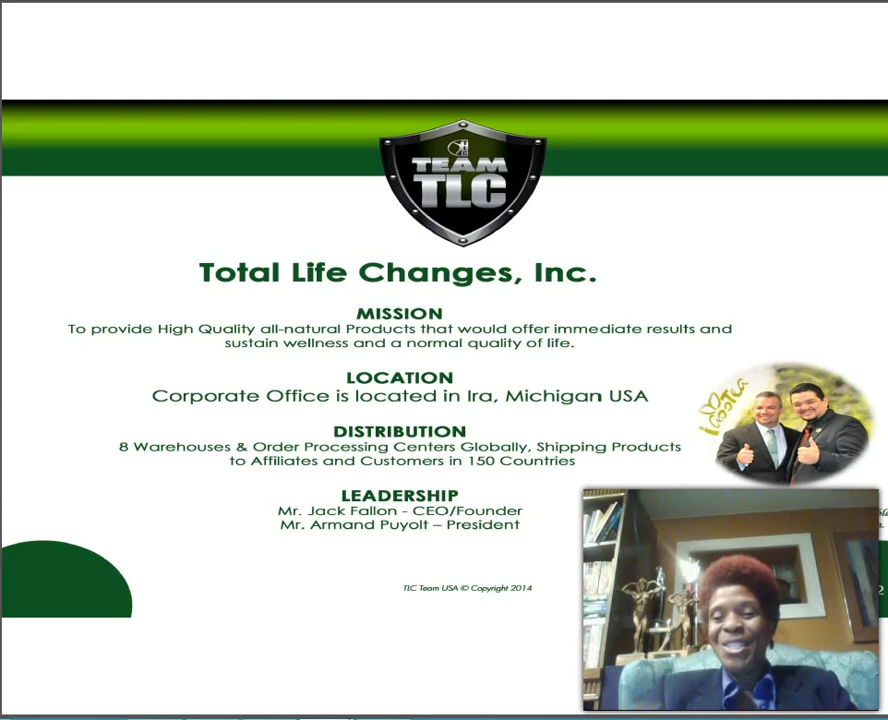 TEAM
TLC
Total Life Changes, Inc.
MISSION
To provide High Quality all-natural Products that would offer immediate results and
sustain wellness and a normal quality of life.
LOCATION
Corporate Office is located in Ira, Michigan USA
iasoTea
DISTRIBUTION
8 Warehouses & Order Processing Centers Globally, Shipping Products
to Affiliates and Customers in 150 Countries
LEADERSHIP
Mr. Jack Fallon - CEO/Founder
Mr. Armand Puyolt – President
TLC Team USA © Copyright 2014
2